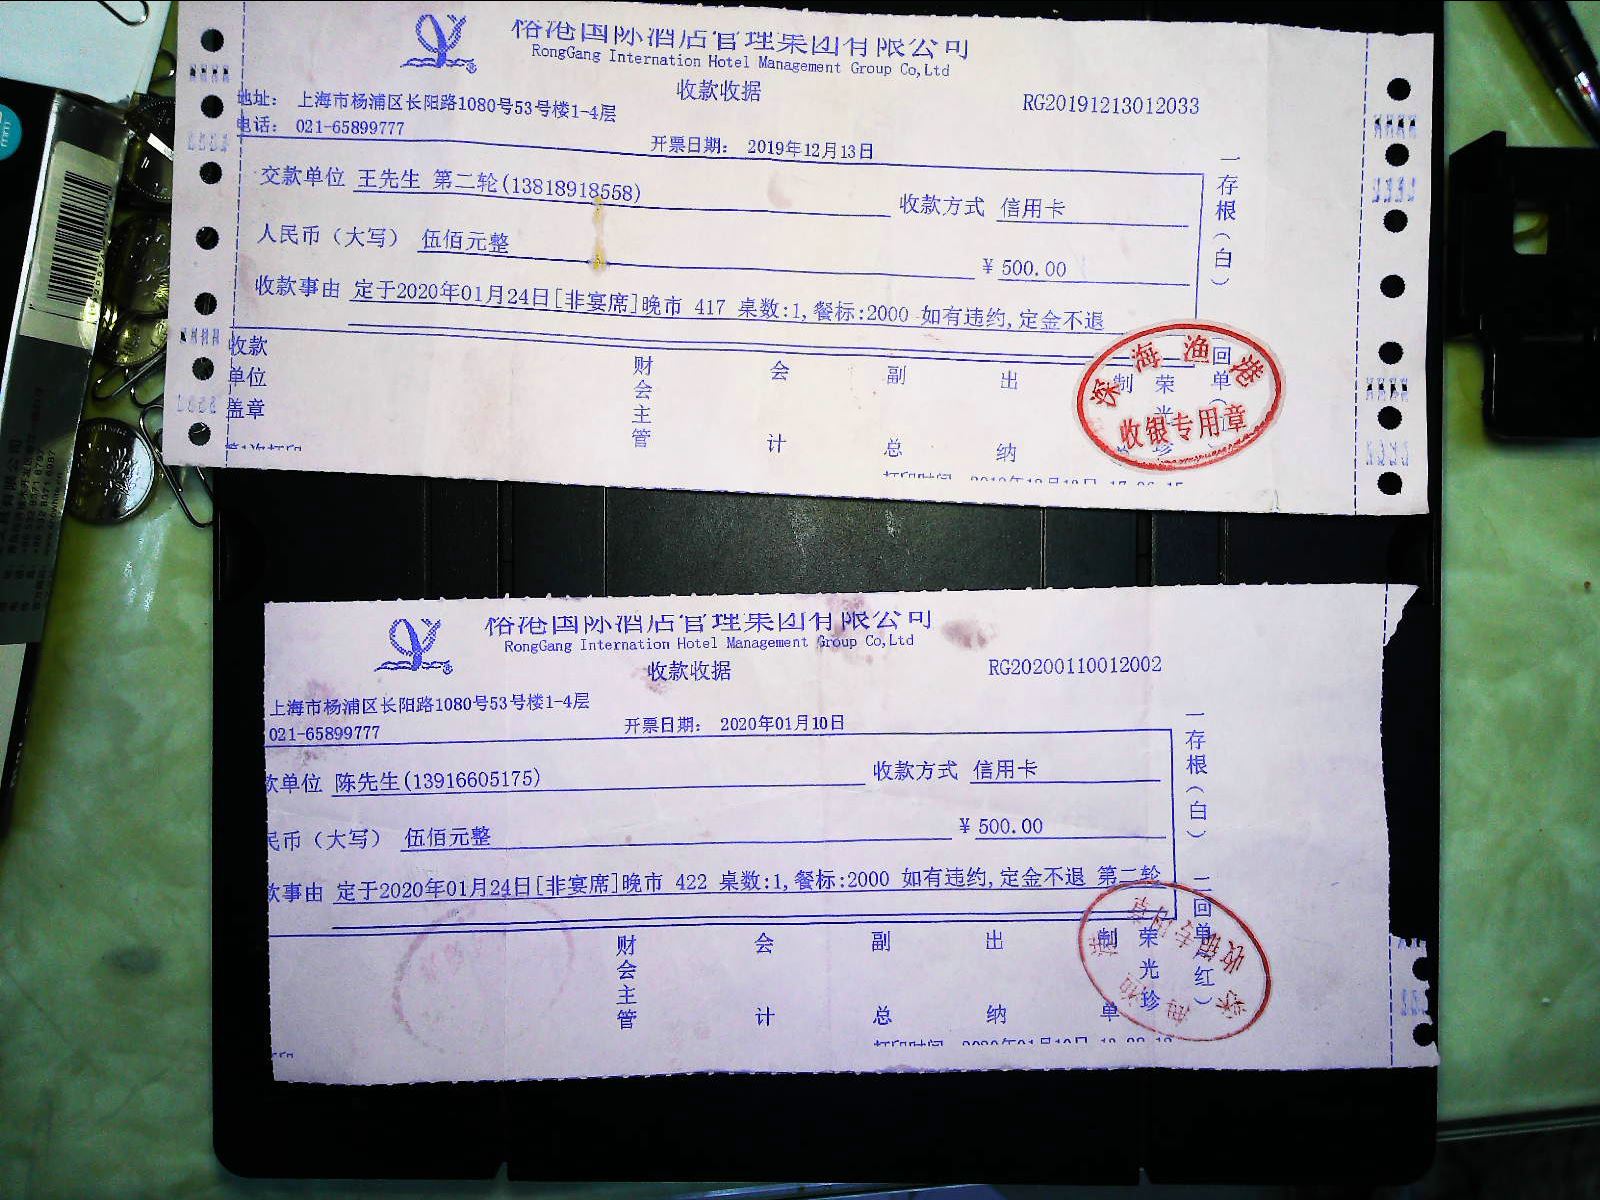 榕港国际酒店管理集团有限公司
RongGang Internation Hotel Management Group Co,Ltd
收款收据
RG20191213012033
地址： 上海市杨浦区长阳路1080号53号楼1-4层
电话： 021-65899777
开票日期： 2019年12月13日
交款单位 王先生 第二轮(13818918558)
收款方式 信用卡
人民币（大写） 伍佰元整
¥ 500.00
收款事由 定于2020年01月24日[非宴席]晚市 417 桌数:1,餐标:2000 如有违约,定金不退
一存根（白）
二回单
收款单位盖章
财会主管
会计
副总
出纳
制
荣光珍
深海渔港
收银专用章
榕港国际酒店管理集团有限公司
RongGang Internation Hotel Management Group Co,Ltd
收款收据
RG20200110012002
上海市杨浦区长阳路1080号53号楼1-4层
021-65899777
开票日期： 2020年01月10日
款单位 陈先生(13916605175)
收款方式 信用卡
民币（大写） 伍佰元整
¥ 500.00
款事由 定于2020年01月24日[非宴席]晚市 422 桌数:1,餐标:2000 如有违约,定金不退 第二轮
一存根（白）
二回单（红）
财会主管
会计
副总
出纳
制单
荣光珍